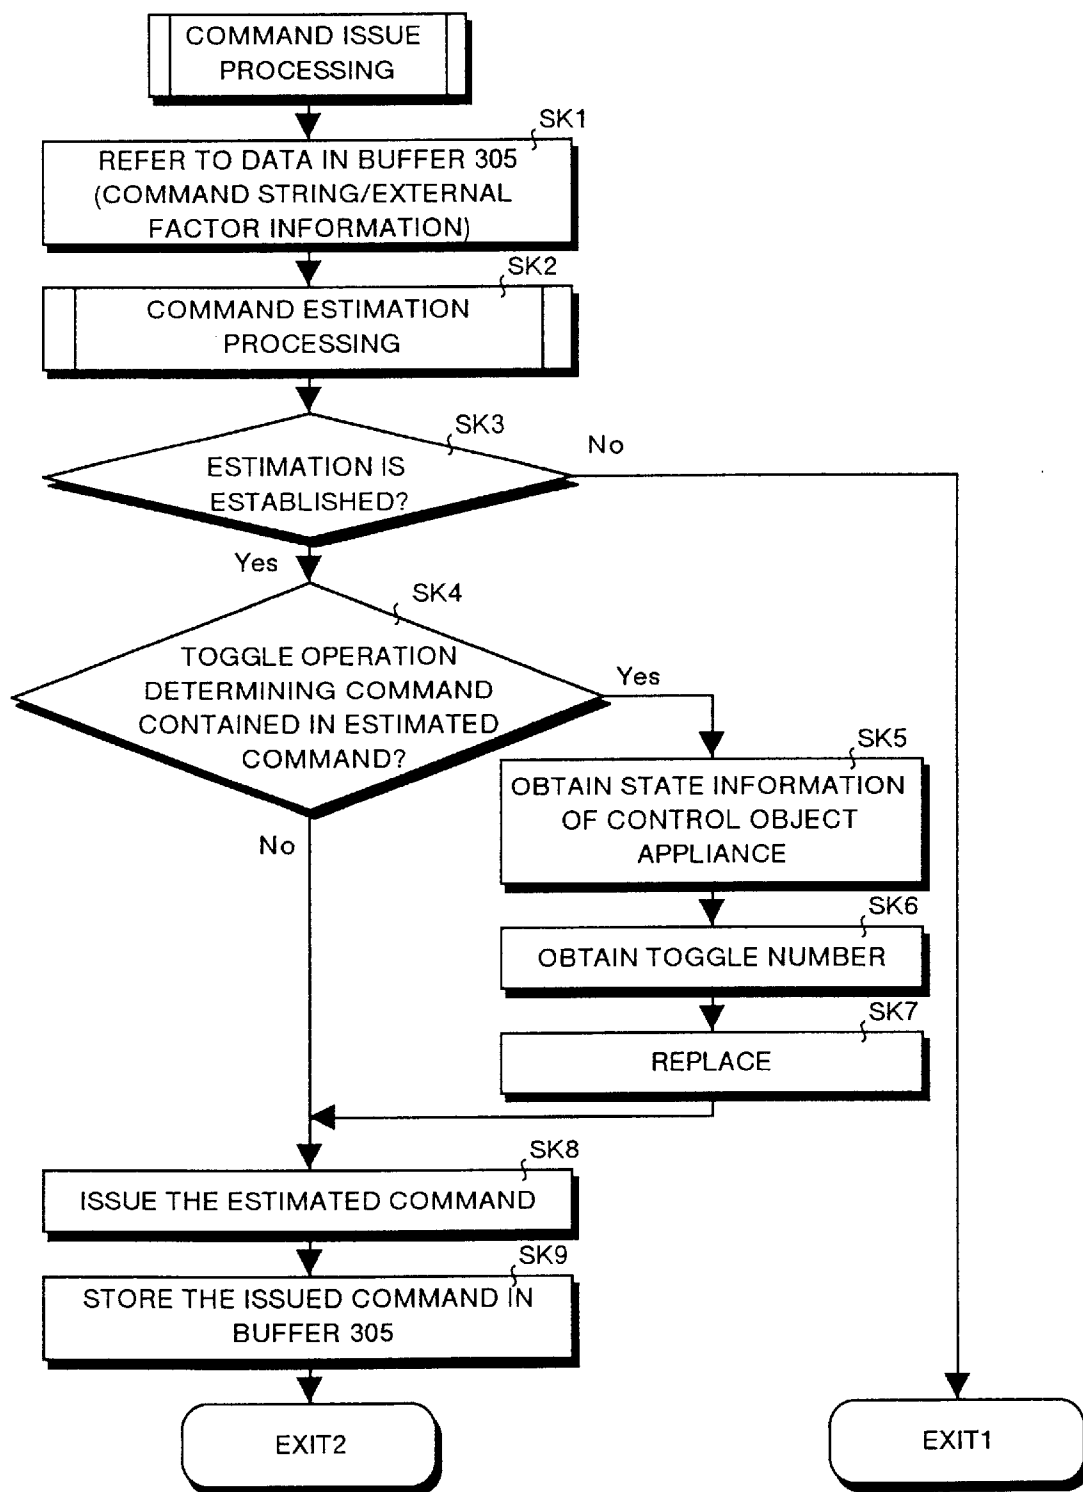 COMMAND ISSUE
PROCESSING
SK1
REFER TO DATA IN BUFFER 305
(COMMAND STRING/EXTERNAL
FACTOR INFORMATION)
SK2
COMMAND ESTIMATION
PROCESSING
SK3
No
ESTIMATION IS
ESTABLISHED?
Yes
SK4
TOGGLE OPERATION
DETERMINING COMMAND
CONTAINED IN ESTIMATED
COMMAND?
Yes
No
SK5
OBTAIN STATE INFORMATION
OF CONTROL OBJECT
APPLIANCE
SK6
OBTAIN TOGGLE NUMBER
SK7
REPLACE
SK8
ISSUE THE ESTIMATED COMMAND
SK9
STORE THE ISSUED COMMAND IN
BUFFER 305
EXIT2
EXIT1